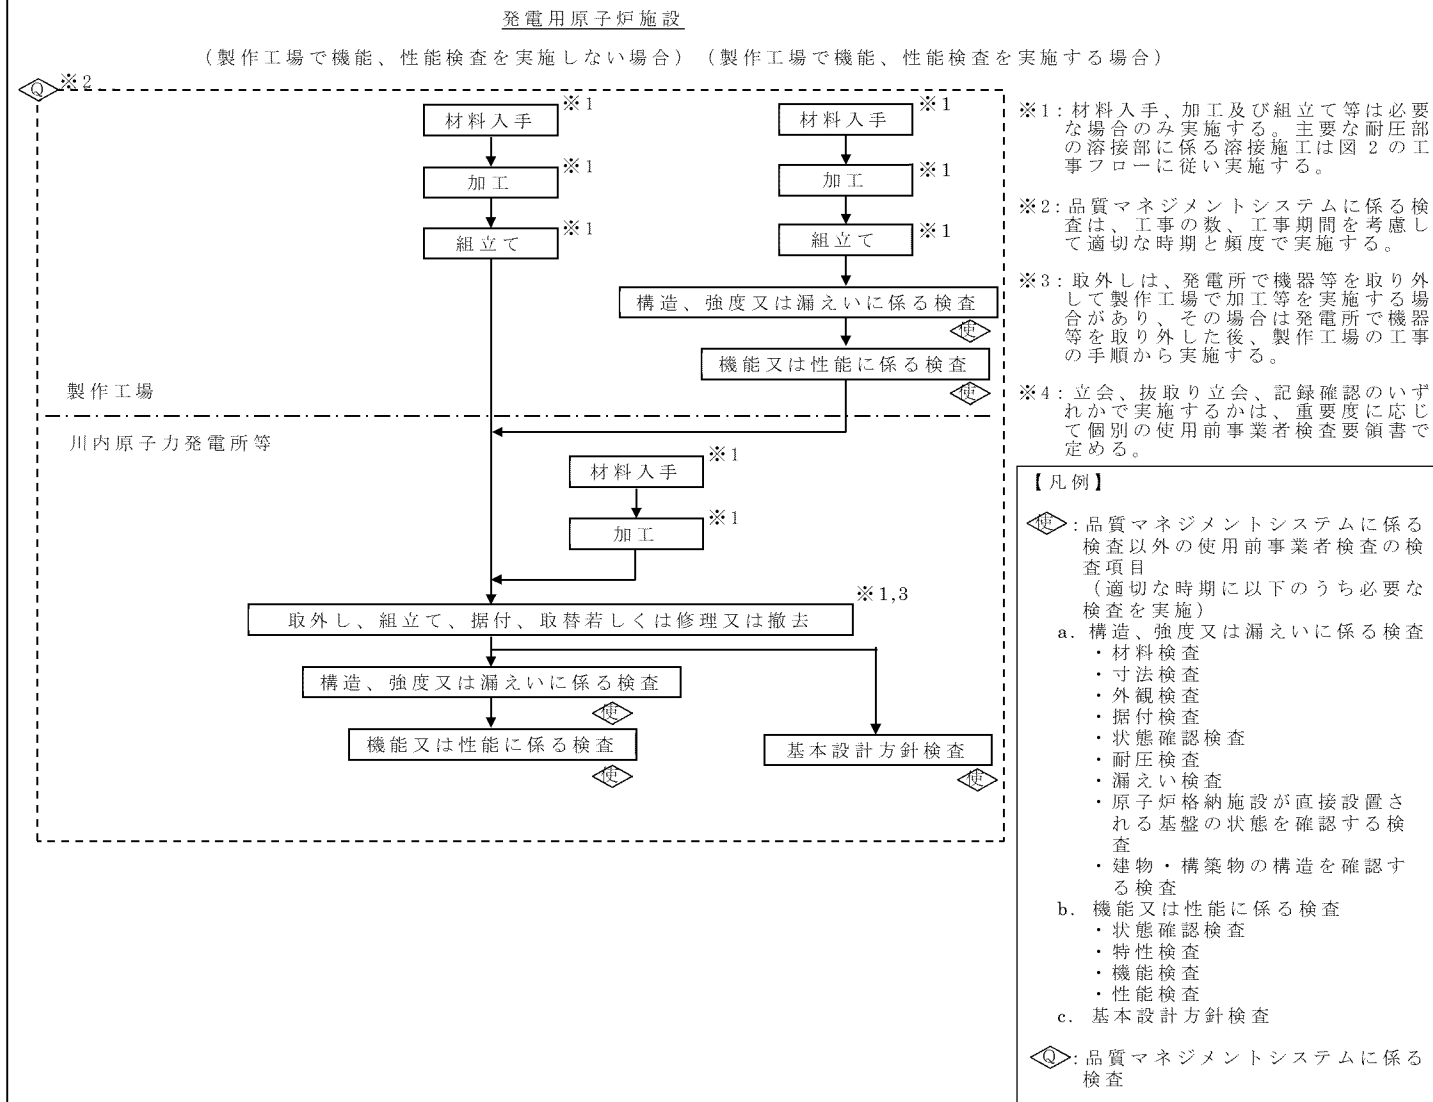 発電用原子炉施設
（製作工場で機能、性能検査を実施しない場合）（製作工場で機能、性能検査を実施する場合）
Q ※2
材料入手 ※1
加工 ※1
組立て ※1
材料入手 ※1
加工 ※1
組立て ※1
構造、強度又は漏えいに係る検査
使
機能又は性能に係る検査
使
製作工場
川内原子力発電所等
材料入手 ※1
加工 ※1
取外し、組立て、据付、取替若しくは修理又は撤去 ※1,3
構造、強度又は漏えいに係る検査
使
機能又は性能に係る検査
使
基本設計方針検査
使
※1：材料入手、加工及び組立て等は必要
な場合のみ実施する。主要な耐圧部
の溶接部に係る溶接施工は図2の工
事フローに従い実施する。
※2：品質マネジメントシステムに係る検
査は、工事の数、工事期間を考慮し
て適切な時期と頻度で実施する。
※3：取外しは、発電所で機器等を取り外
して製作工場で加工等を実施する場
合があり、その場合は発電所で機器
等を取り外した後、製作工場の工事
の手順から実施する。
※4：立会、抜取り立会、記録確認のいず
れかで実施するかは、重要度に応じ
て個別の使用前事業者検査要領書で
定める。
【凡例】
使：品質マネジメントシステムに係る
検査以外の使用前事業者検査の検
査項目
（適切な時期に以下のうち必要な
検査を実施）
a. 構造、強度又は漏えいに係る検査
・材料検査
・寸法検査
・外観検査
・据付検査
・状態確認検査
・耐圧検査
・漏えい検査
・原子炉格納施設が直接設置さ
れる基盤の状態を確認する検
査
・建物・構築物の構造を確認す
る検査
b. 機能又は性能に係る検査
・状態確認検査
・特性検査
・機能検査
・性能検査
c. 基本設計方針検査
Q：品質マネジメントシステムに係る
検査